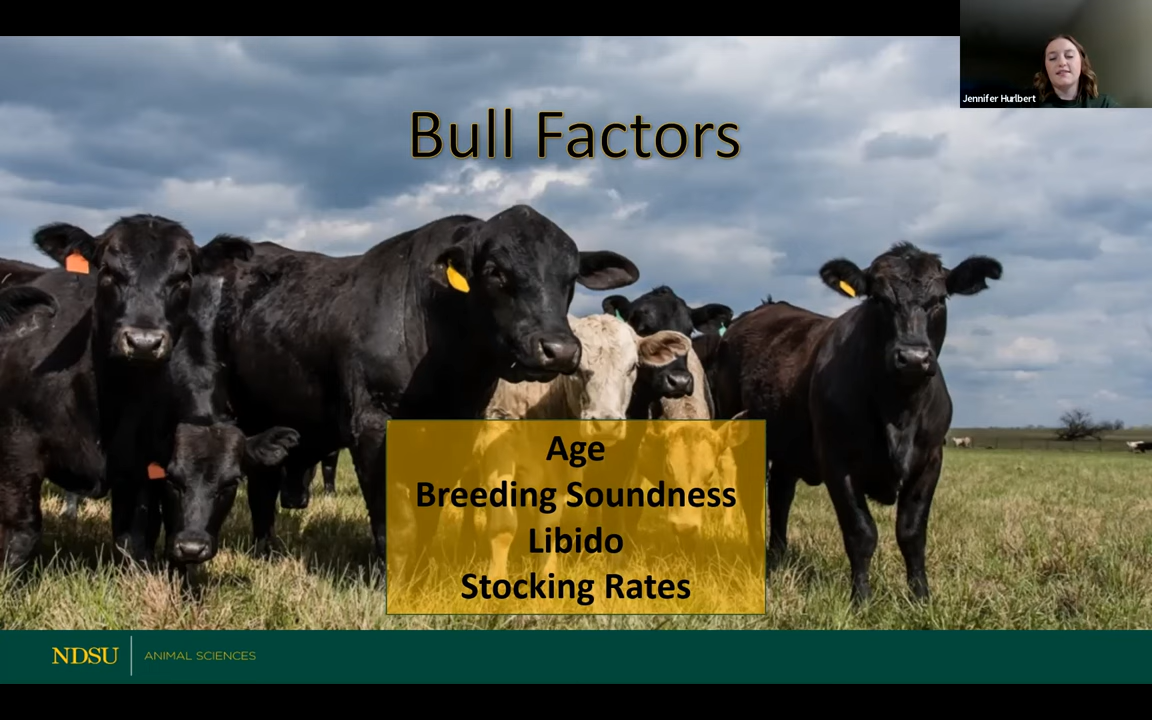 Jennifer Hurlbert
Bull Factors
Age
Breeding Soundness
Libido
Stocking Rates
NDSU ANIMAL SCIENCES